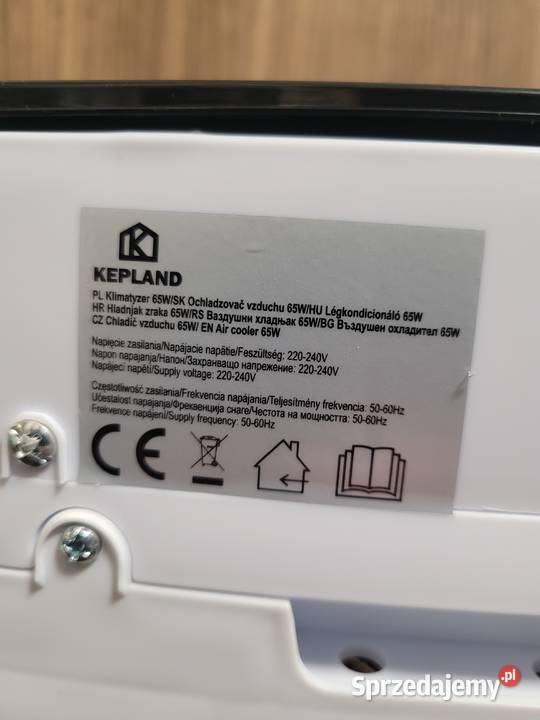 KEPLAND
PL Klimatyzer 65W/SK Ochladzovač vzduchu 65W/HU Légkondicionáló 65W
HR Hladnjak zraka 65W/RS Ваздушни хладњак 65W/BG Въздушен охладител 65W
CZ Chladič vzduchu 65W/ EN Air cooler 65W
Napięcie zasilania/Napájacie napätie/Feszültség: 220-240V
Napon napajanja/Напон/Захранващо напрежение: 220-240V
Napájecí napětí/Supply voltage: 220-240V
Częstotliwość zasilania/Frekvencia napájania/Teljesítmény frekvencia: 50-60Hz
Učestalost napajanja/Фреквенција снаге/Честота на мощността: 50-60Hz
Frekvence napájení/Supply frequency: 50-60Hz
CE
Sprzedajemy.pl